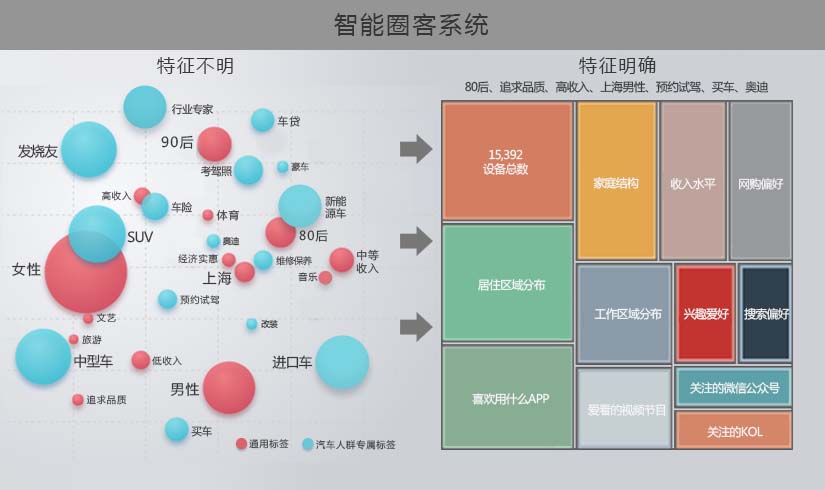 智能圈客系统
特征不明
特征明确
80后、追求品质、高收入、上海男性、预约试驾、买车、奥迪
行业专家
车贷
90后
发烧友
考驾照
豪车
高收入
车险
体育
新能
源车
SUV
奥迪
80后
女性
经济实惠
维修保养
中等
收入
上海
音乐
预约试驾
文艺
改装
旅游
中型车
低收入
进口车
男性
追求品质
买车
通用标签
汽车人群专属标签
15,392
设备总数
家庭结构
收入水平
网购偏好
居住区域分布
工作区域分布
兴趣爱好
搜索偏好
喜欢用什么APP
爱看的视频节目
关注的微信公众号
关注的KOL